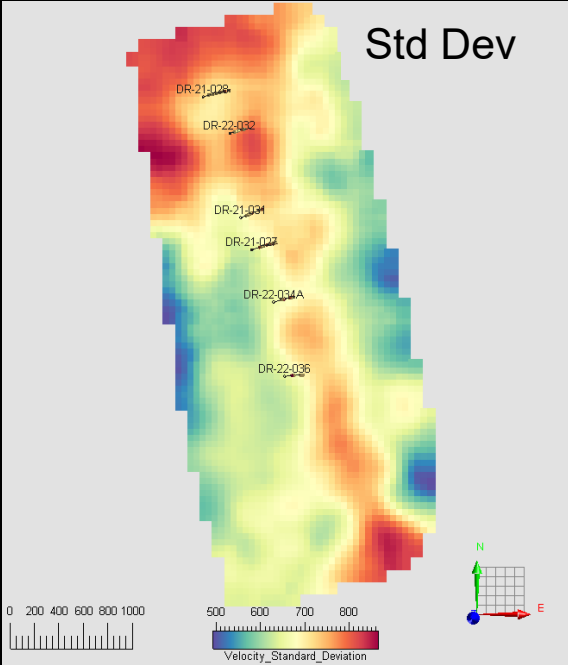 Std Dev
DR-21-028
DR-22-032
DR-21-031
DR-21-027
DR-22-034A
DR-22-036
N
E
Z
0 200 400 600 800 1000
500 600 700 800
Velocity_Standard_Deviation